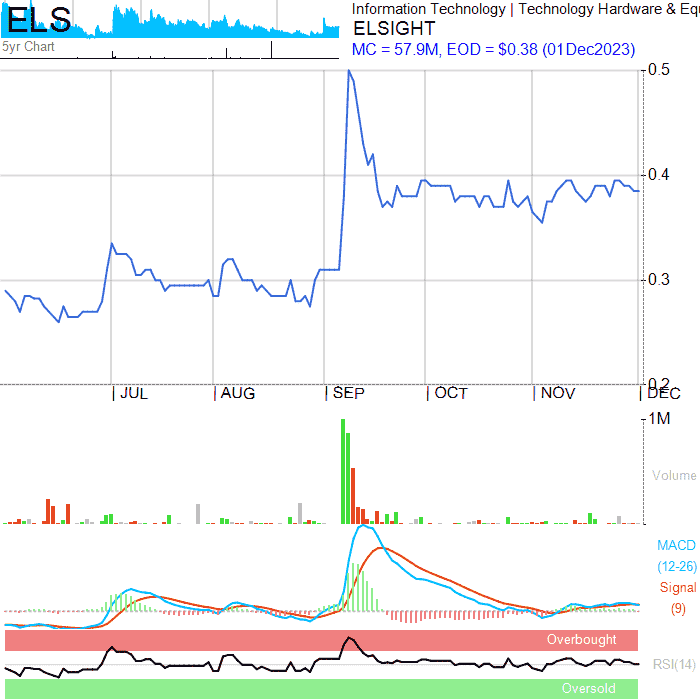 ELS
5yr Chart
Information Technology | Technology Hardware & Eq
ELSIGHT
MC = 57.9M, EOD = $0.38 (01Dec2023)
0.5
0.4
0.3
0.2
JUL AUG SEP OCT NOV DEC
1M
Volume
MACD
(12-26)
Signal
(9)
Overbought
RSI(14)
Oversold